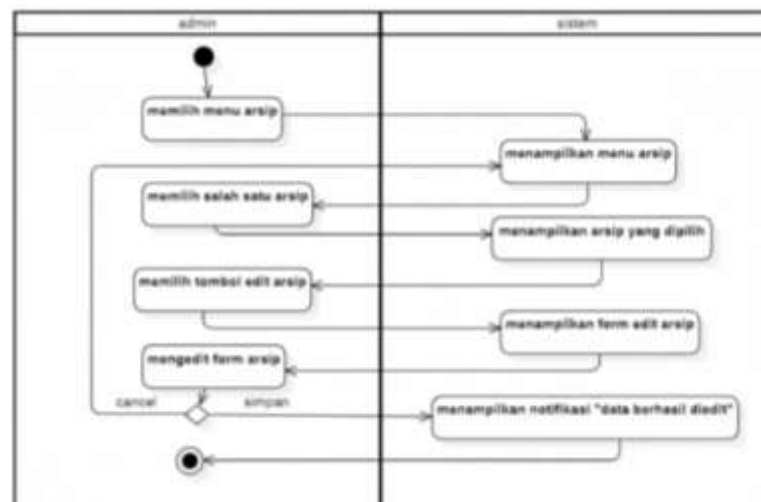 admin
sistem
memilih menu arsip
menampilkan menu arsip
memilih salah satu arsip
menampilkan arsip yang dipilih
memilih tombol edit arsip
menampilkan form edit arsip
mengedit form arsip
cancel
simpan
menampilkan notifikasi "data berhasil diedit"